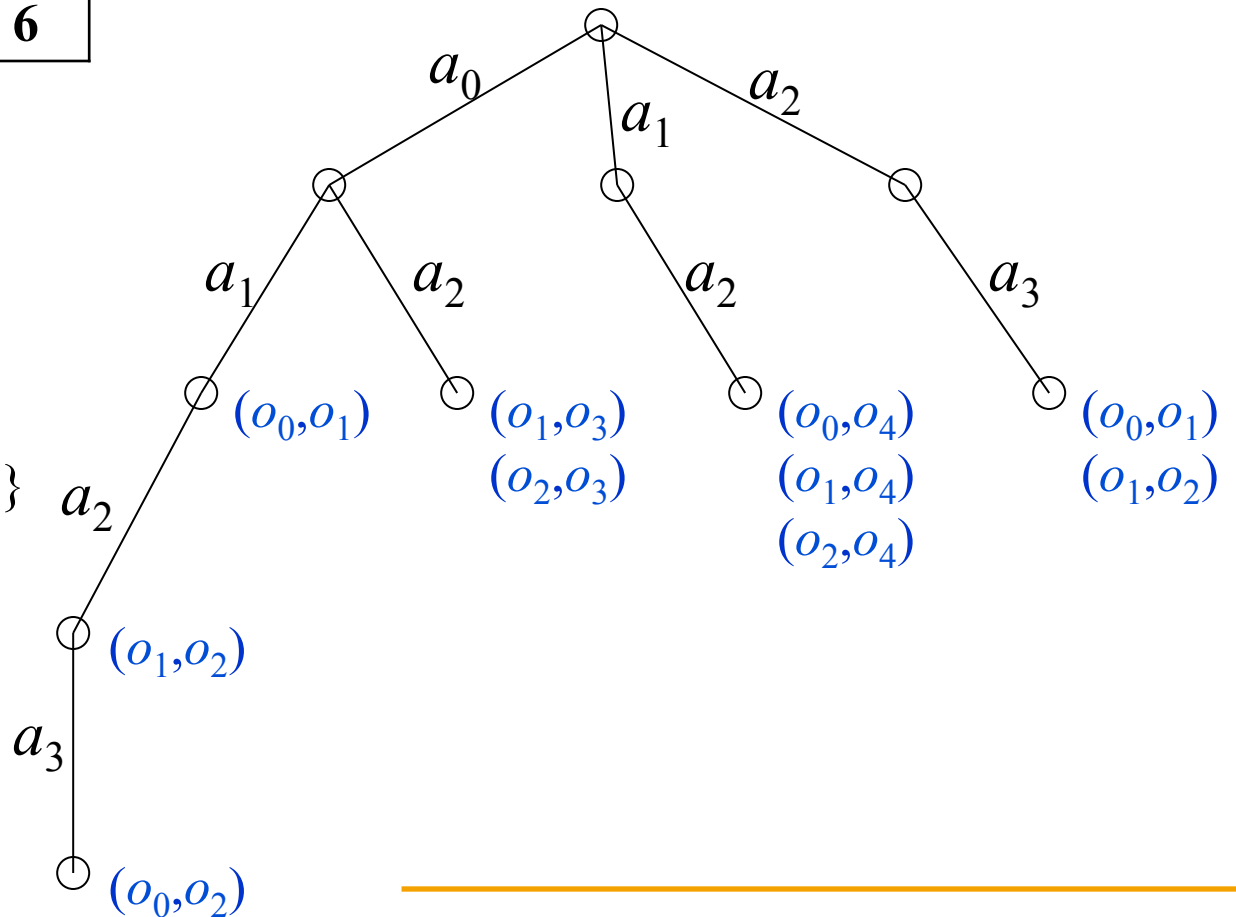 6
a₀ a₁ a₂
a₁ a₂ a₂ a₃
(o₀,o₁) (o₁,o₃) (o₀,o₄) (o₀,o₁)
} a₂ (o₂,o₃) (o₁,o₄) (o₁,o₂)
(o₂,o₄)
(o₁,o₂)
a₃
(o₀,o₂)